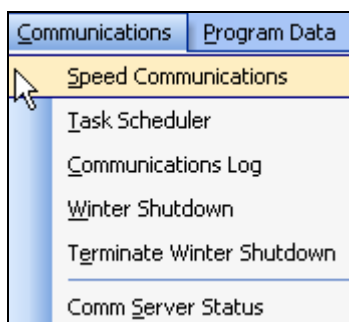 Communications Program Data
Speed Communications
Task Scheduler
Communications Log
Winter Shutdown
Terminate Winter Shutdown
Comm Server Status